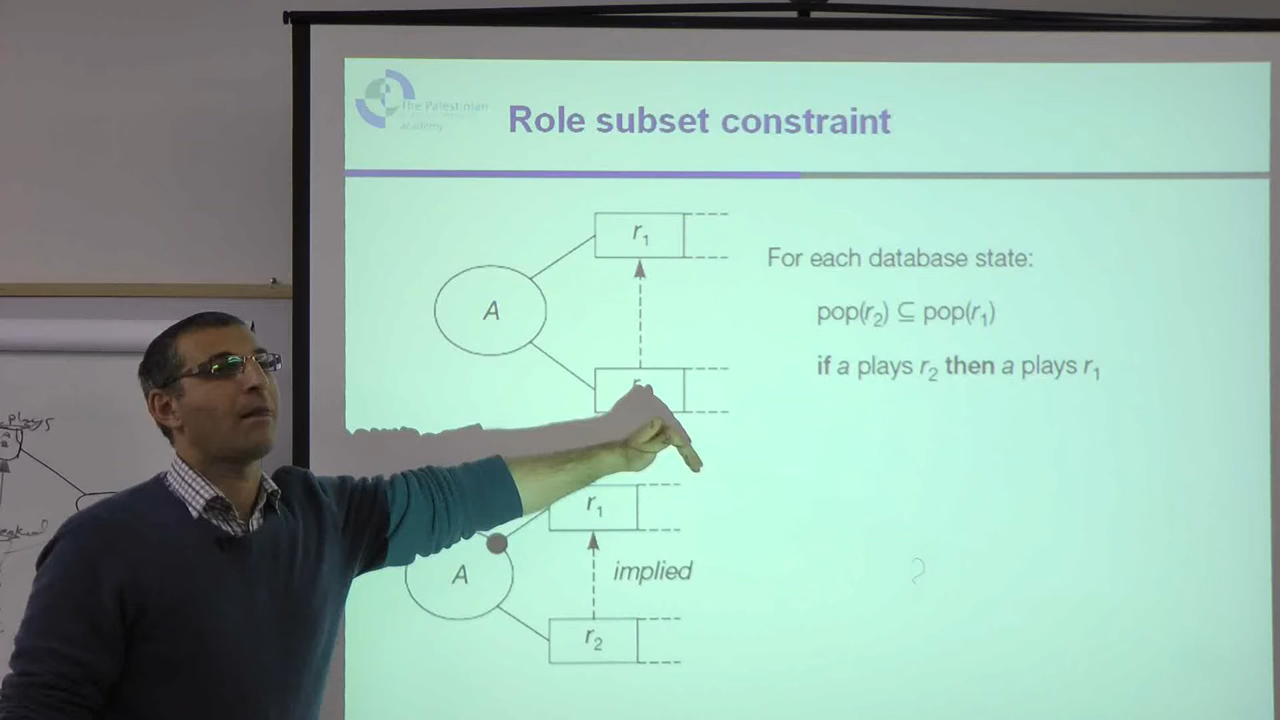 The Palestinian
academy
Role subset constraint
r₁
For each database state:
A
pop(r₂) ⊆ pop(r₁)
if a plays r₂ then a plays r₁
r₁
A
implied
?
r₂
plays